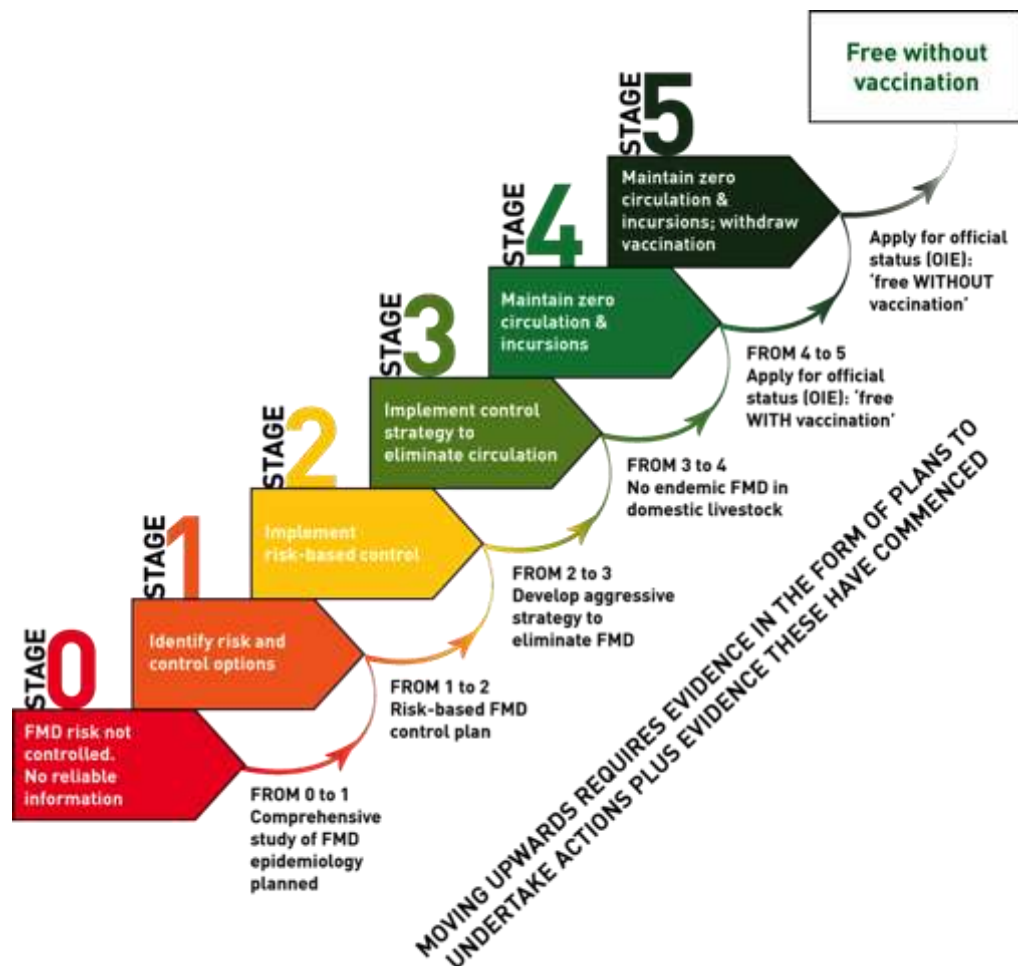 Free without
vaccination
STAGE 5
Maintain zero
circulation &
incursions; withdraw
vaccination
Apply for official
status (OIE):
‘free WITHOUT
vaccination’
STAGE 4
Maintain zero
circulation &
incursions
FROM 4 to 5
Apply for official
status (OIE): ‘free
WITH vaccination’
STAGE 3
Implement control
strategy to
eliminate circulation
FROM 3 to 4
No endemic FMD in
domestic livestock
STAGE 2
Implement
risk-based control
FROM 2 to 3
Develop aggressive
strategy to
eliminate FMD
STAGE 1
Identify risk and
control options
FROM 1 to 2
Risk-based FMD
control plan
STAGE 0
FMD risk not
controlled.
No reliable
information
FROM 0 to 1
Comprehensive
study of FMD
epidemiology
planned
MOVING UPWARDS REQUIRES EVIDENCE IN THE FORM OF PLANS TO
UNDERTAKE ACTIONS PLUS EVIDENCE THESE HAVE COMMENCED